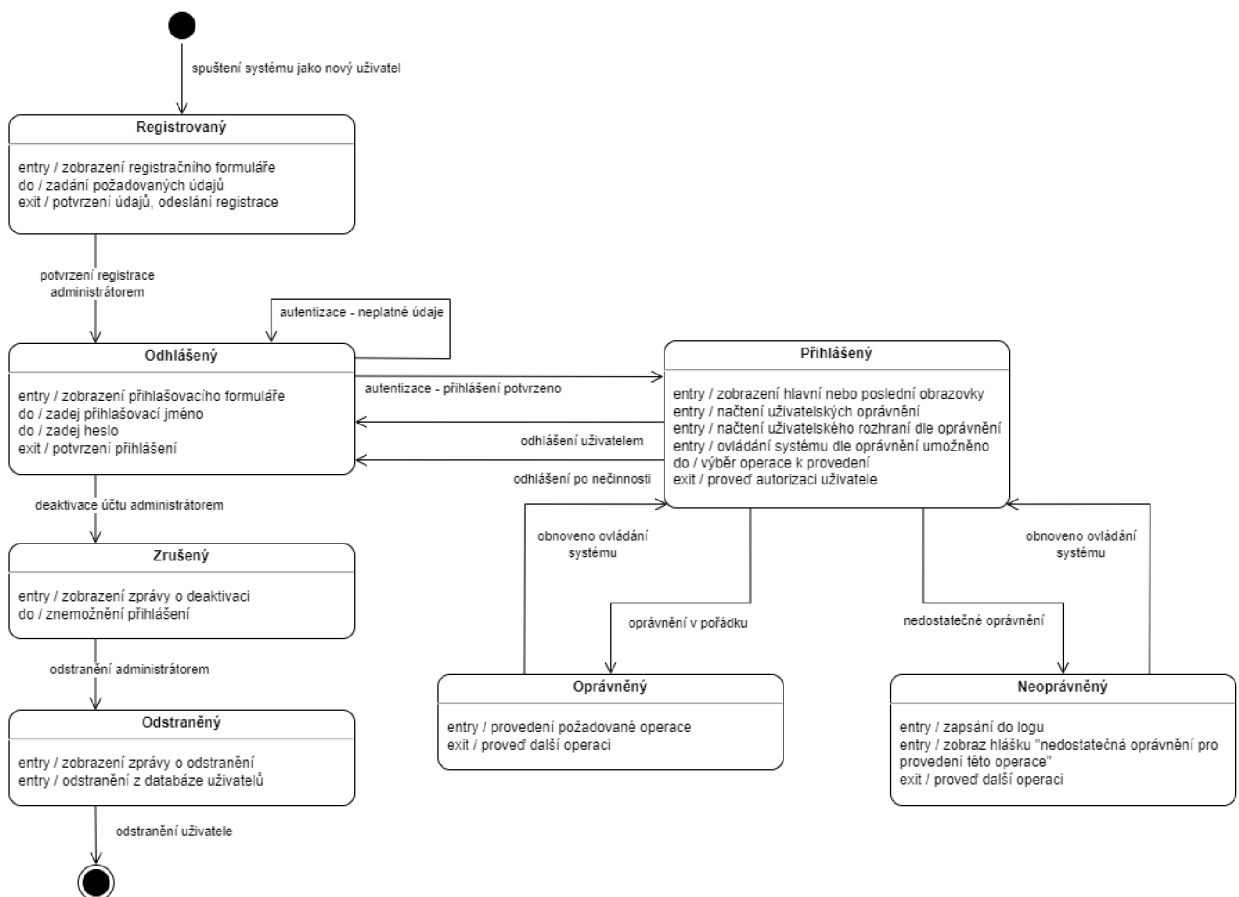 spuštení systému jako nový uživatel
Registrovaný
entry / zobrazení registračního formuláře
do / zadání požadovaných údajů
exit / potvrzení údajů, odeslání registrace
potvrzení registrace
administrátorem
autentizace - neplatné údaje
Odhlášený
entry / zobrazení přihlašovacího formuláře
do / zadej přihlašovací jméno
do / zadej heslo
exit / potvrzení přihlášení
autentizace - přihlášení potvrzeno
odhlášení uživatelem
odhlášení po nečinnosti
Přihlášený
entry / zobrazení hlavní nebo poslední obrazovky
entry / načtení uživatelských oprávnění
entry / načtení uživatelského rozhraní dle oprávnění
entry / ovládání systému dle oprávnění umožněno
do / výběr operace k provedení
exit / proveď autorizaci uživatele
deaktivace účtu administrátorem
obnoveno ovládání
systému
obnoveno ovládání
systému
Zrušený
entry / zobrazení zprávy o deaktivaci
do / znemožnění přihlášení
oprávnění v pořádku
nedostatečné oprávnění
odstranění administrátorem
Oprávněný
entry / provedení požadované operace
exit / proveď další operaci
Neoprávněný
entry / zapsání do logu
entry / zobraz hlášku "nedostatečná oprávnění pro
provedení této operace"
exit / proveď další operaci
Odstraněný
entry / zobrazení zprávy o odstranění
entry / odstranění z databáze uživatelů
odstranění uživatele